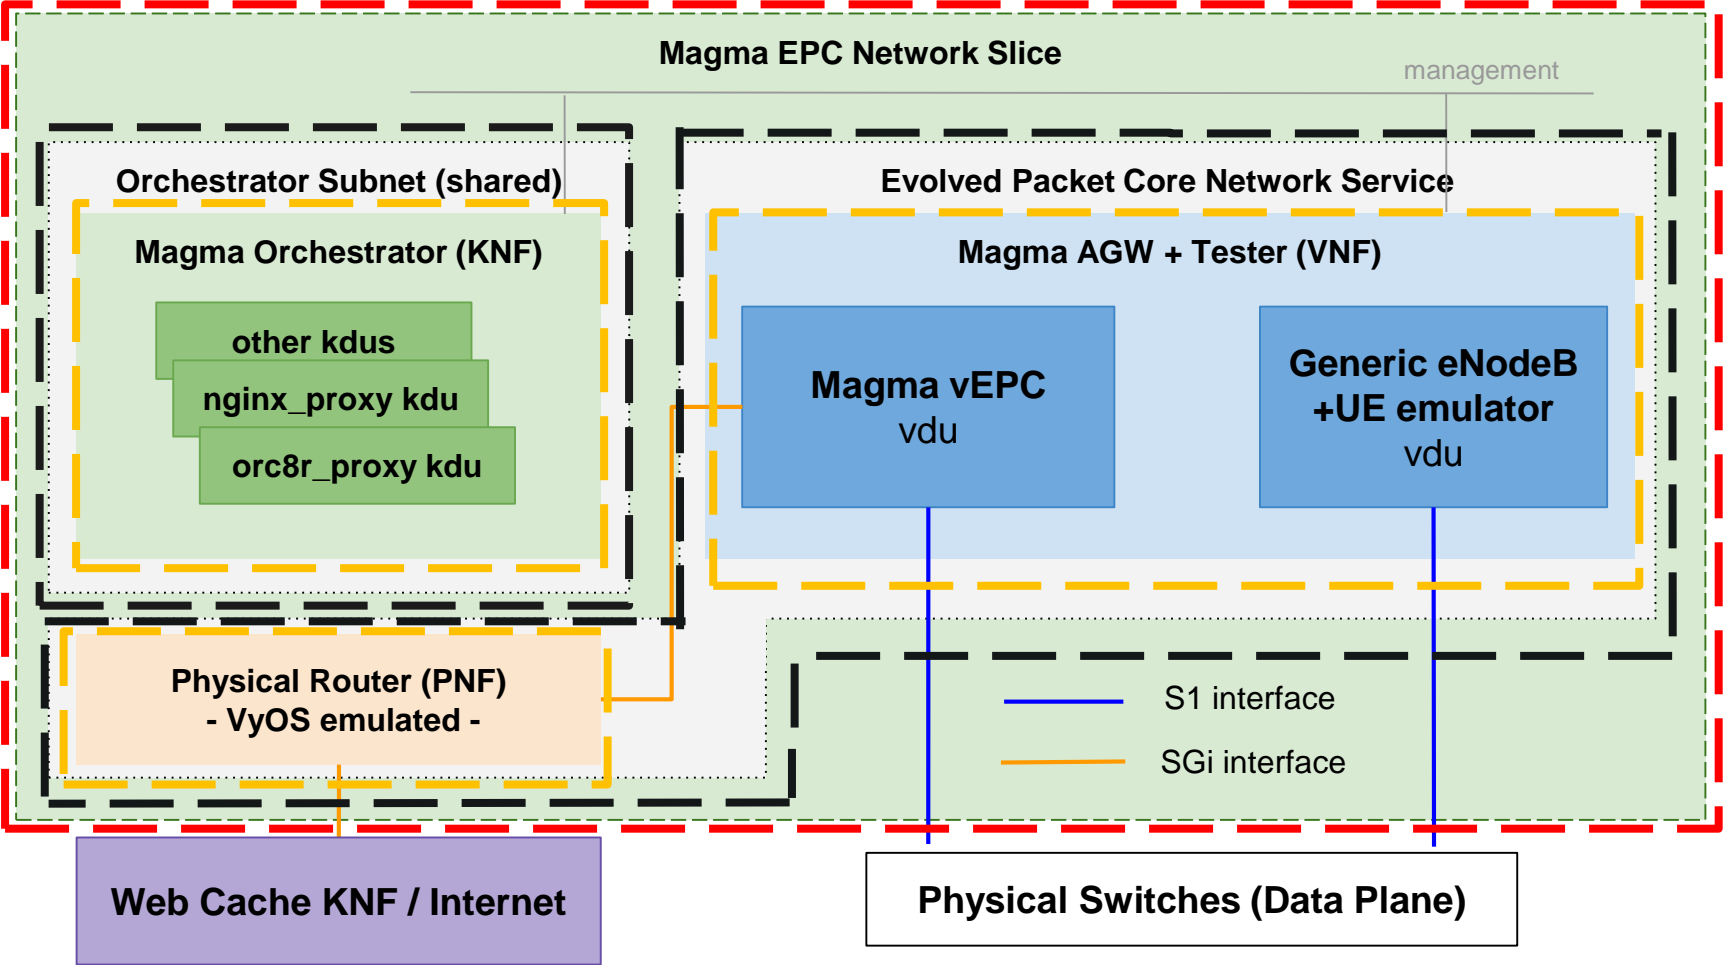 Magma EPC Network Slice
management
Orchestrator Subnet (shared)
Magma Orchestrator (KNF)
other kdus
nginx_proxy kdu
orc8r_proxy kdu
Evolved Packet Core Network Service
Magma AGW + Tester (VNF)
Magma vEPC
vdu
Generic eNodeB
+UE emulator
vdu
Physical Router (PNF)
- VyOS emulated -
S1 interface
SGi interface
Web Cache KNF / Internet
Physical Switches (Data Plane)